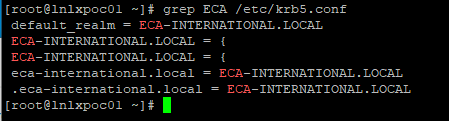 [root@lnlxpoc01 ~]# grep ECA /etc/krb5.conf
default_realm = ECA-INTERNATIONAL.LOCAL
ECA-INTERNATIONAL.LOCAL = {
ECA-INTERNATIONAL.LOCAL = {
eca-international.local = ECA-INTERNATIONAL.LOCAL
.eca-international.local = ECA-INTERNATIONAL.LOCAL
[root@lnlxpoc01 ~]#